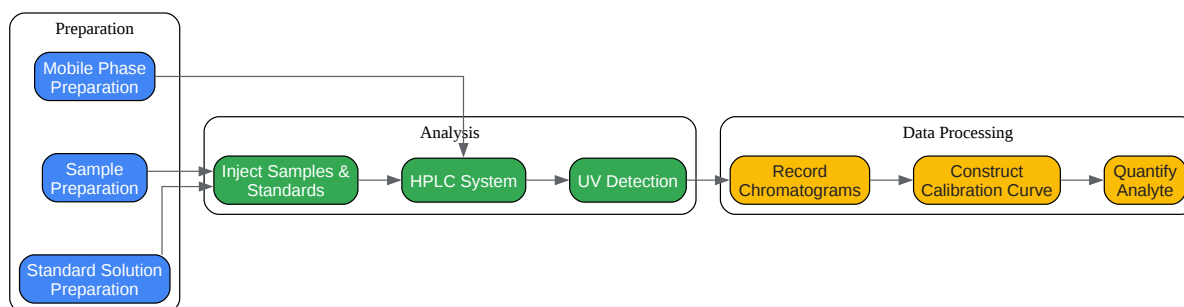 Preparation
Mobile Phase
Preparation
Sample
Preparation
Standard Solution
Preparation
Analysis
Inject Samples &
Standards
HPLC System
UV Detection
Data Processing
Record
Chromatograms
Construct
Calibration Curve
Quantify
Analyte